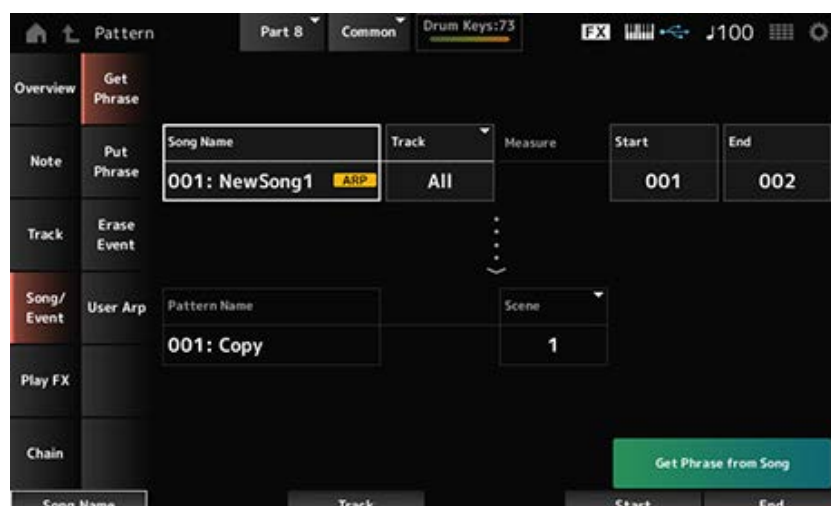 Pattern
Part 8
Common
Drum Keys:73
FX
♩100
Overview
Get
Phrase
Note
Put
Phrase
Song Name
Track
Measure
Start
End
001: NewSong1
ARP
All
001
002
Track
Erase
Event
Song/
Event
User Arp
Pattern Name
Scene
001: Copy
1
Play FX
Chain
Get Phrase from Song
Song Name
Track
Start
End